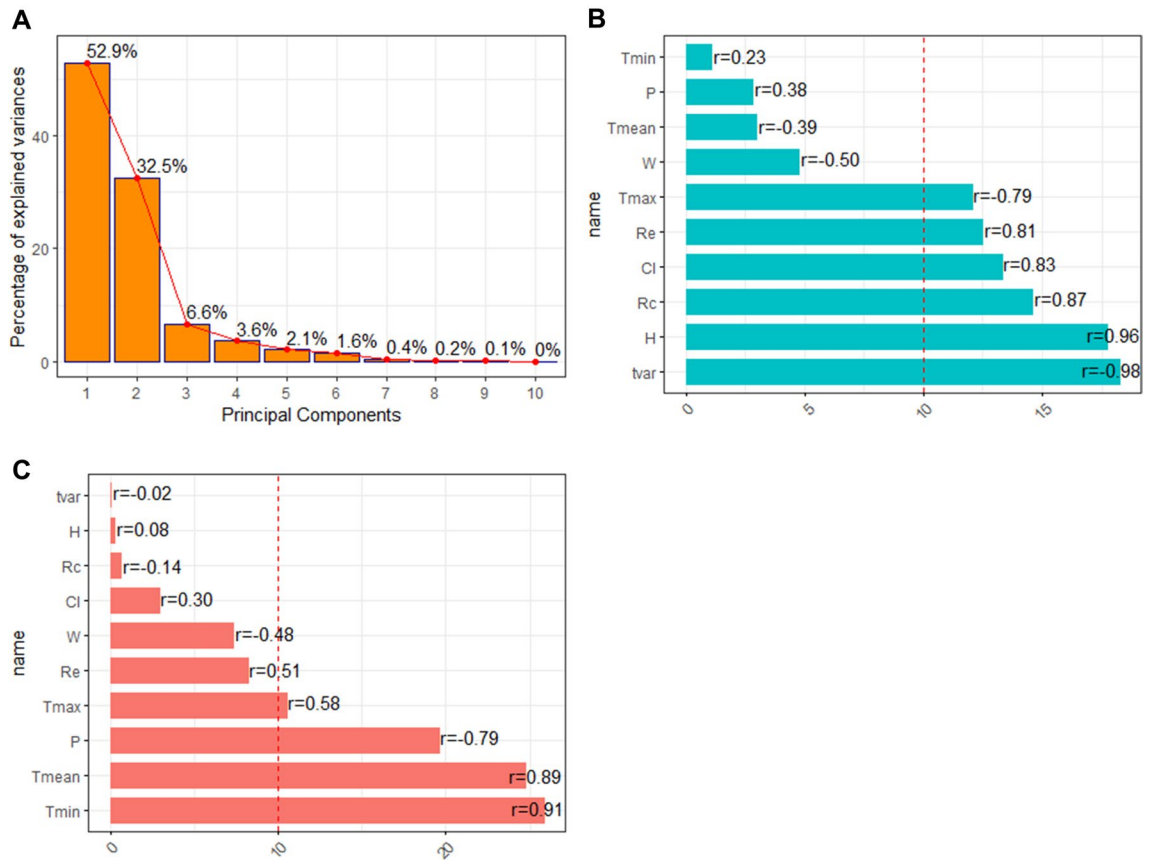 A
52.9%
32.5%
6.6%
3.6%
2.1%
1.6%
0.4%
0.2%
0.1%
0%
Percentage of explained variances
40
20
0
1 2 3 4 5 6 7 8 9 10
Principal Components
B
name
Tmin r=0.23
P r=0.38
Tmean r=-0.39
W r=-0.50
Tmax r=-0.79
Re r=0.81
Cl r=0.83
Rc r=0.87
H r=0.96
tvar r=-0.98
0 5 10 15
C
name
tvar r=-0.02
H r=0.08
Rc r=-0.14
Cl r=0.30
W r=-0.48
Re r=0.51
Tmax r=0.58
P r=-0.79
Tmean r=0.89
Tmin r=0.91
0 10 20